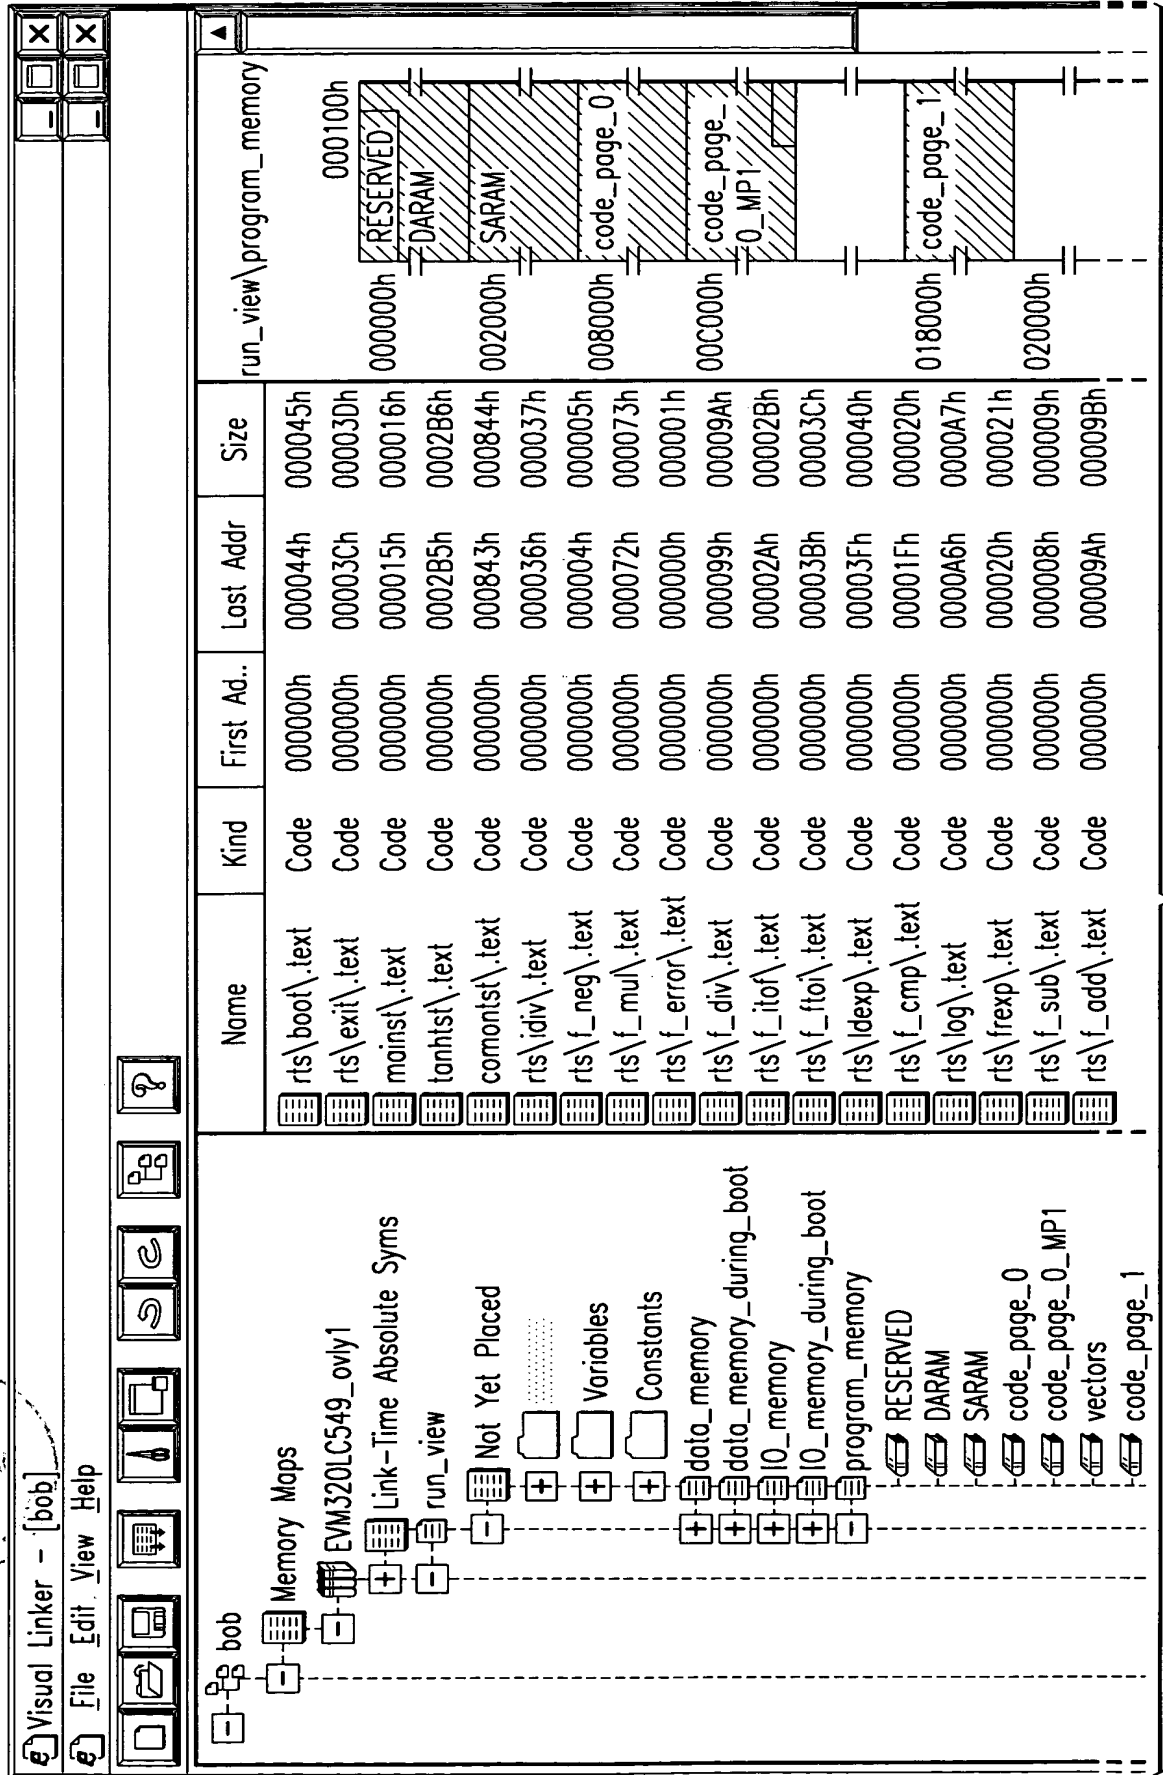 Visual Linker - [bob]
File Edit View Help
?
bob
Memory Maps
EVM320LC549_ovly1
Link-Time Absolute Syms
run_view
Not Yet Placed
Variables
Constants
data_memory
data_memory_during_boot
IO_memory
IO_memory_during_boot
program_memory
RESERVED
DARAM
SARAM
code_page_0
code_page_0_MP1
vectors
code_page_1
Name Kind First Ad.. Last Addr Size
rts\boot\.text Code 000000h 000044h 000045h
rts\exit\.text Code 000000h 00003Ch 00003Dh
mainst\.text Code 000000h 000015h 000016h
tanhtst\.text Code 000000h 0002B5h 0002B6h
comontst\.text Code 000000h 000843h 000844h
rts\idiv\.text Code 000000h 000036h 000037h
rts\f_neg\.text Code 000000h 000004h 000005h
rts\f_mul\.text Code 000000h 000072h 000073h
rts\f_error\.text Code 000000h 000000h 000001h
rts\f_div\.text Code 000000h 000099h 00009Ah
rts\f_itof\.text Code 000000h 00002Ah 00002Bh
rts\f_ftoi\.text Code 000000h 00003Bh 00003Ch
rts\ldexp\.text Code 000000h 00003Fh 000040h
rts\f_cmp\.text Code 000000h 00001Fh 000020h
rts\log\.text Code 000000h 0000A6h 0000A7h
rts\frexp\.text Code 000000h 000020h 000021h
rts\f_sub\.text Code 000000h 000008h 000009h
rts\f_add\.text Code 000000h 00009Ah 00009Bh
run_view\program_memory
000100h
000000h RESERVED
DARAM
002000h SARAM
008000h code_page_0
00C000h code_page_
0_MP1
018000h code_page_1
020000h